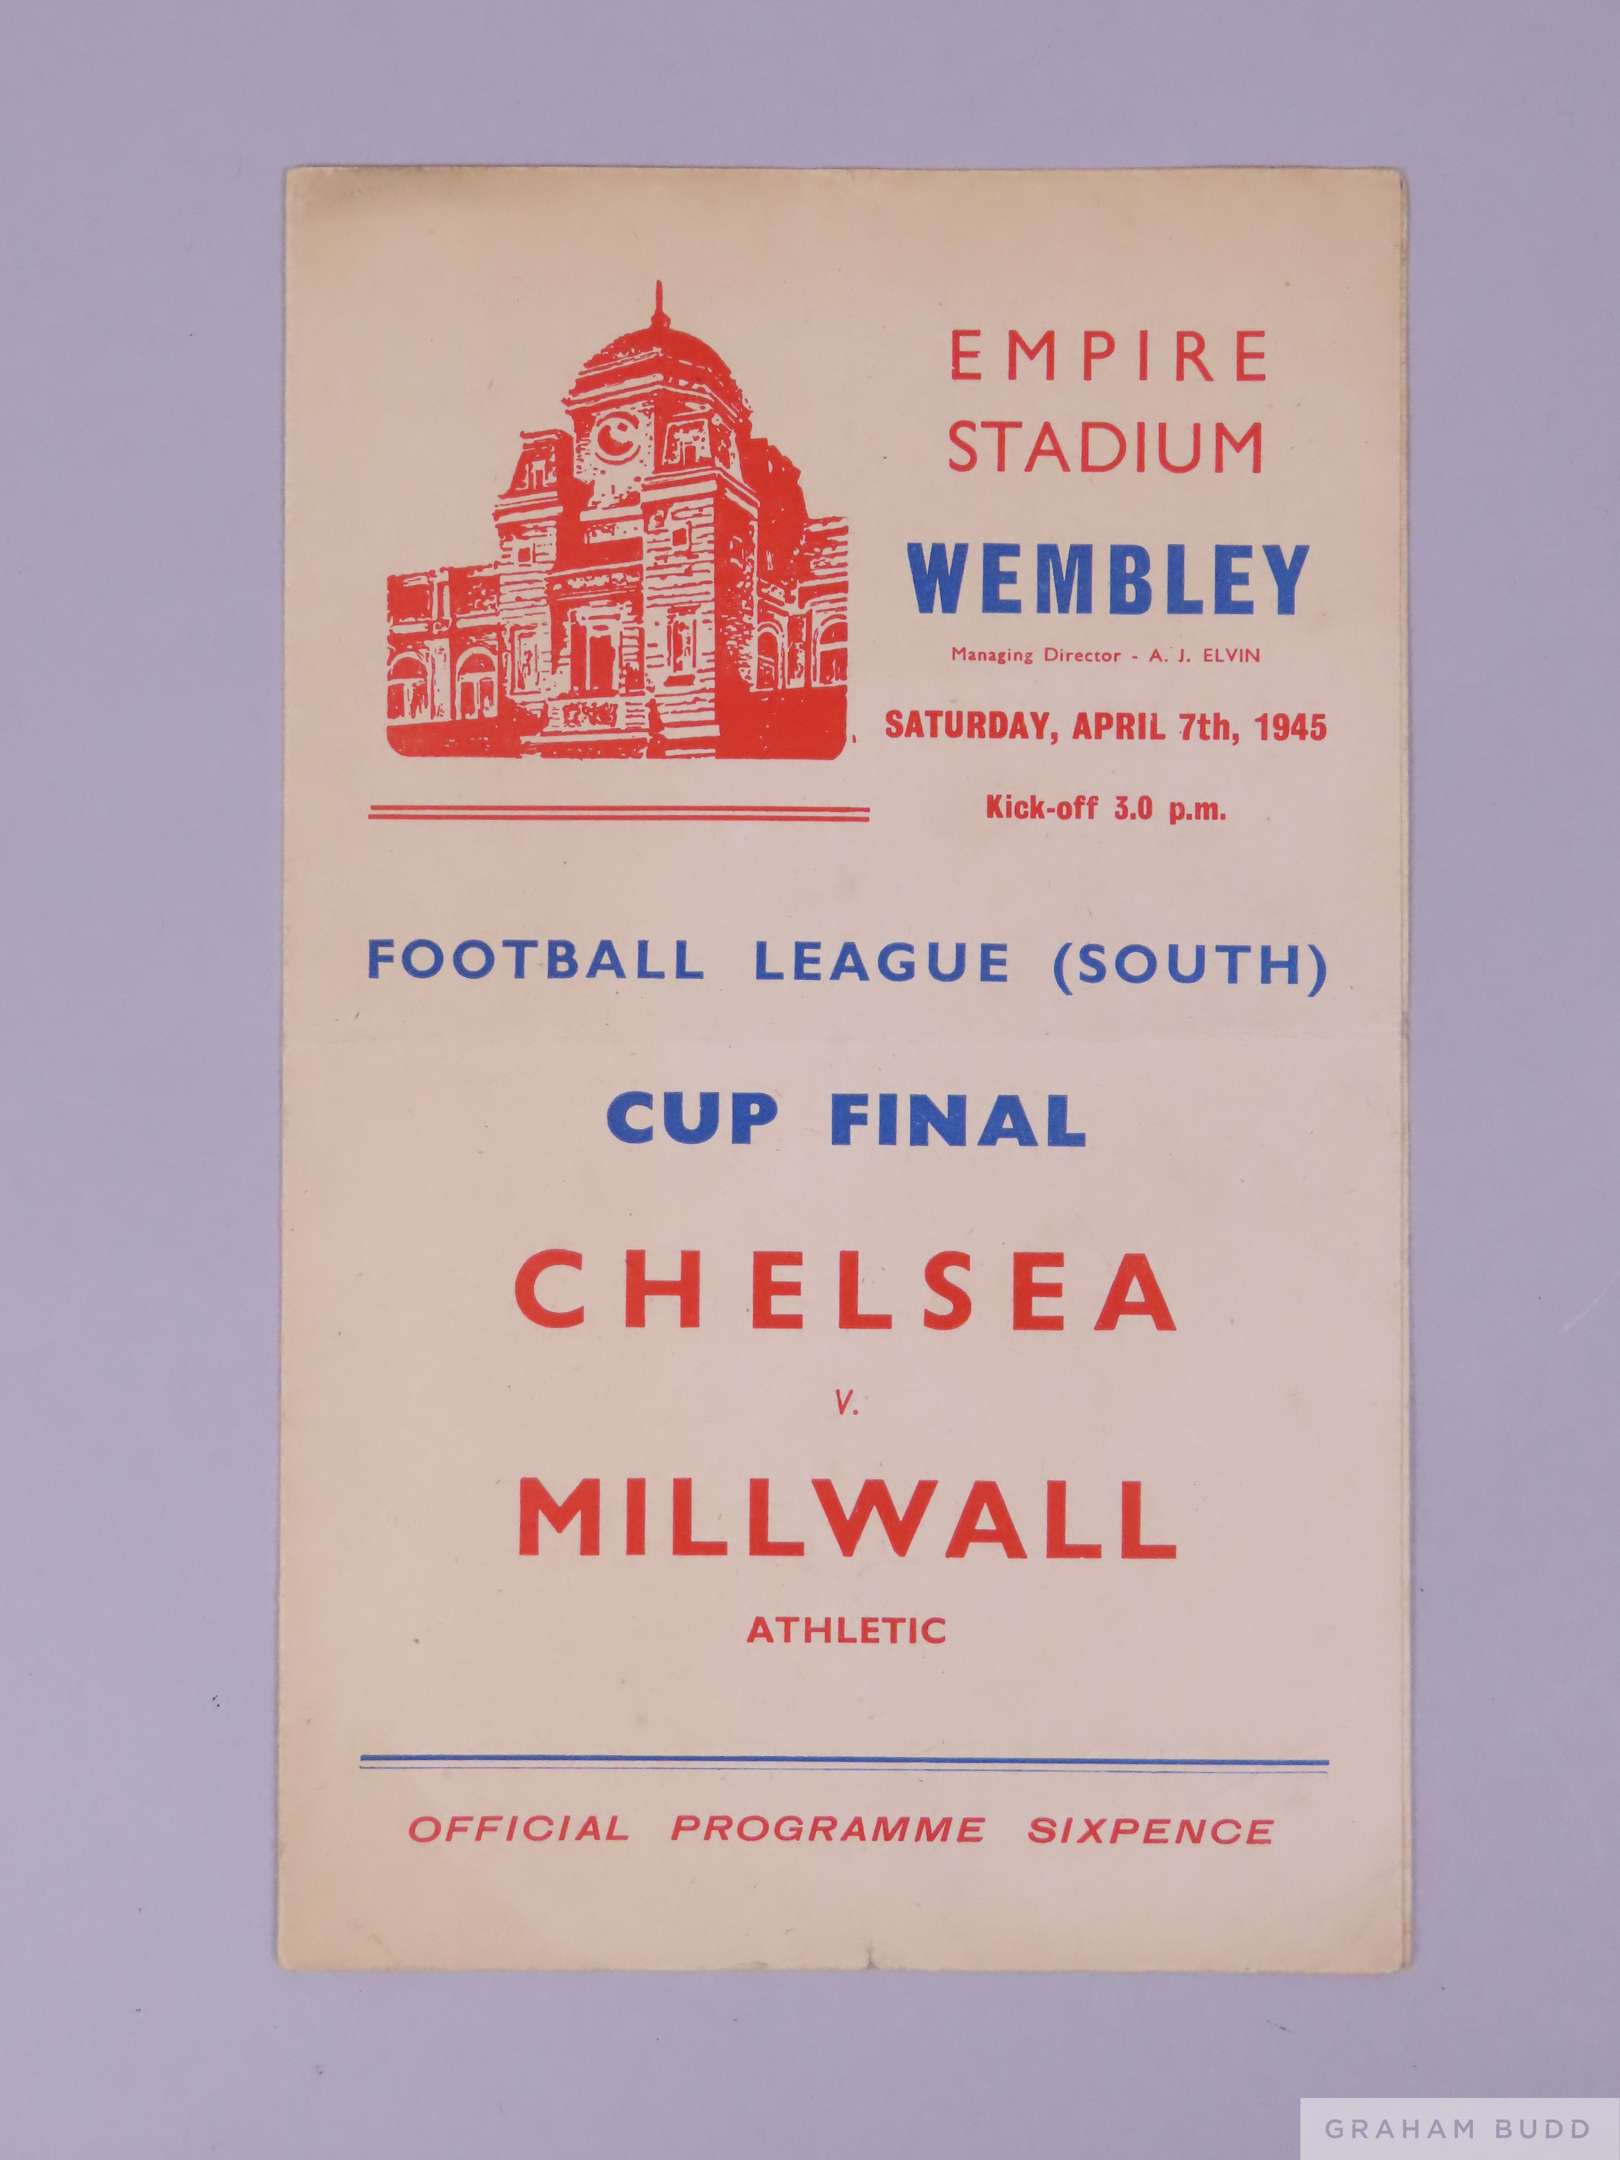 EMPIRE
STADIUM
WEMBLEY
Managing Director - A. J. ELVIN
SATURDAY, APRIL 7th, 1945
Kick-off 3.0 p.m.
FOOTBALL LEAGUE (SOUTH)
CUP FINAL
CHELSEA
V.
MILLWALL
ATHLETIC
OFFICIAL PROGRAMME SIXPENCE
GRAHAM BUDD